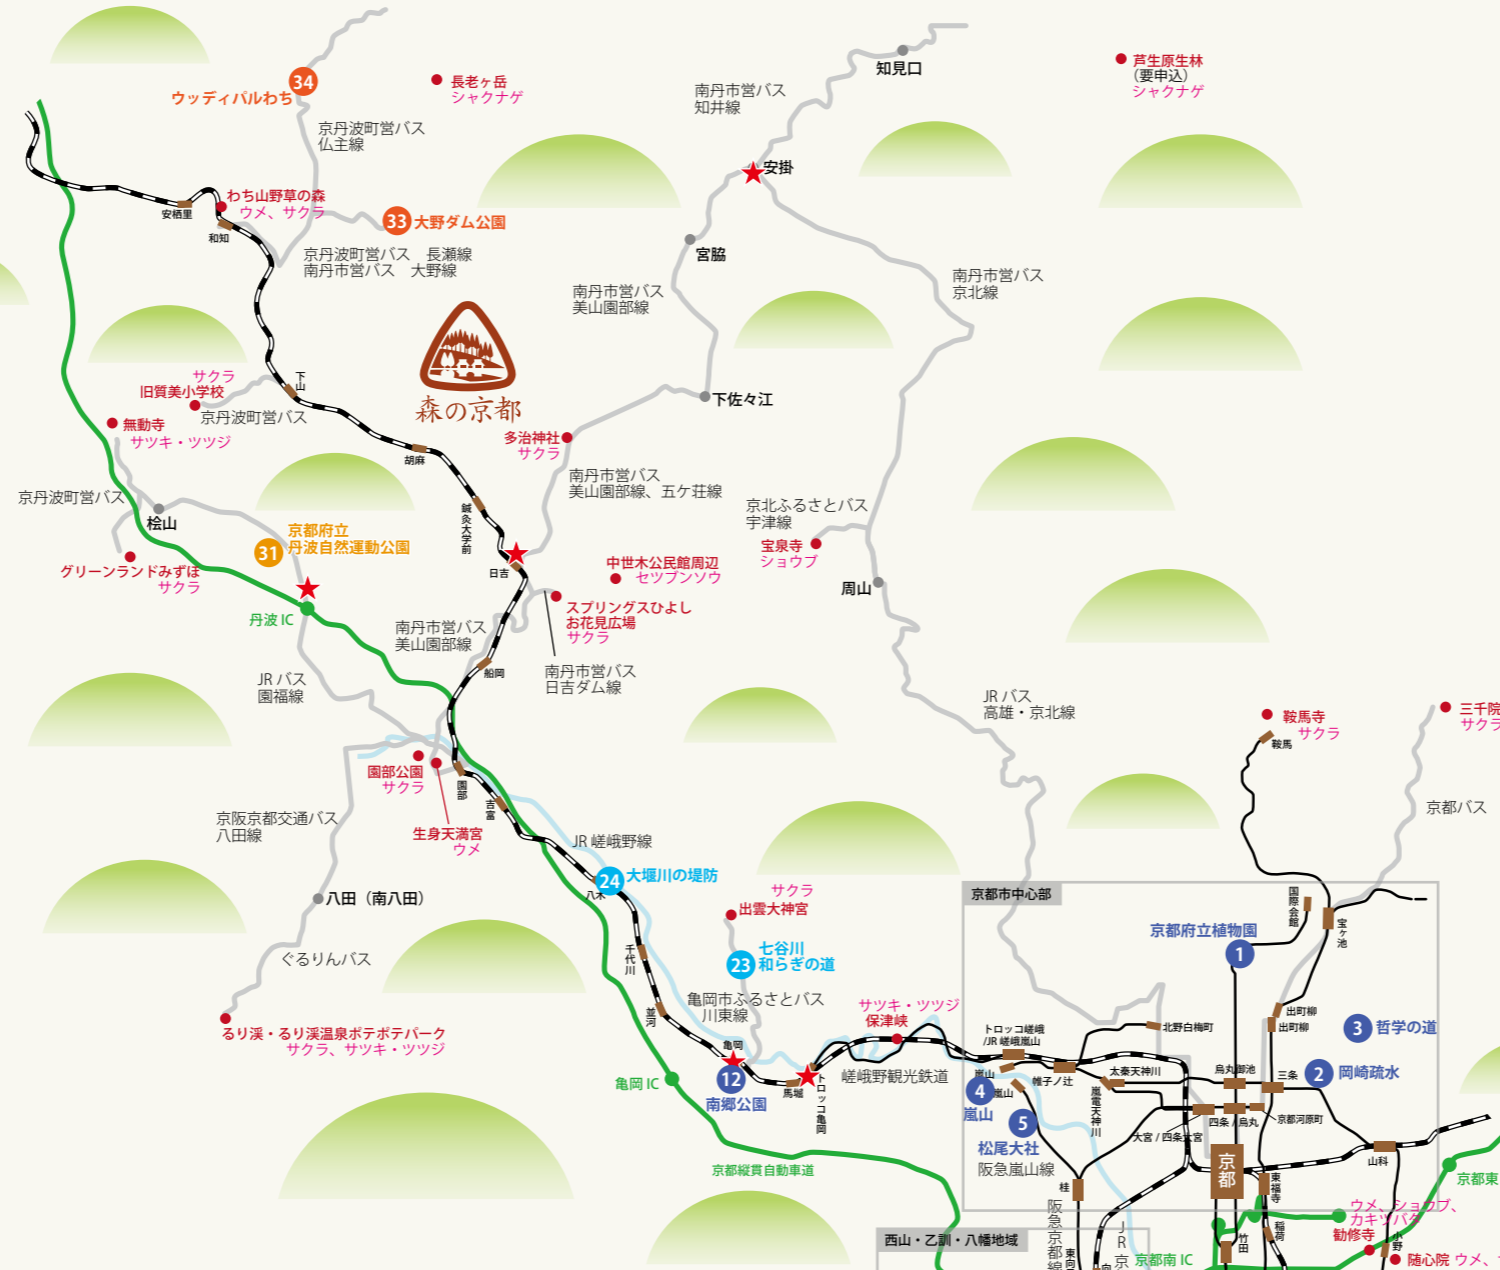 知見口
芦生原生林
（要申込）
シャクナゲ
34
ウッディパルわち
長老ヶ岳
シャクナゲ
南丹市営バス
知井線
京丹波町営バス
仏主線
安掛
わち山野草の森
ウメ、サクラ
安栖里
和知
33
大野ダム公園
京丹波町営バス　長瀬線
南丹市営バス　大野線
宮脇
南丹市営バス
美山園部線
南丹市営バス
京北線
森の京都
サクラ
旧質美小学校
下山
京丹波町営バス
無動寺
サツキ・ツツジ
下佐々江
多治神社
サクラ
胡麻
南丹市営バス
美山園部線、五ケ荘線
京丹波町営バス
桧山
鍼灸大学前
京北ふるさとバス
宇津線
京都府立
31
丹波自然運動公園
宝泉寺
ショウブ
グリーンランドみずほ
サクラ
日吉
中世木公民館周辺
セツブンソウ
周山
丹波 IC
スプリングスひよし
お花見広場
サクラ
南丹市営バス
美山園部線
船岡
南丹市営バス
日吉ダム線
JR バス
園福線
JR バス
高雄・京北線
鞍馬寺
サクラ
鞍馬
三千院
サクラ
園部公園
サクラ
園部
吉富
京都バス
京阪京都交通バス
八田線
生身天満宮
ウメ
JR 嵯峨野線
24
大堰川の堤防
八木
八田（南八田）
サクラ
出雲大神宮
京都市中心部
国際会館
宝ヶ池
京都府立植物園
1
千代川
七谷川
23
和らぎの道
ぐるりんバス
並河
亀岡市ふるさとバス
川東線
サツキ・ツツジ
保津峡
るり渓・るり渓温泉ポテポテパーク
サクラ、サツキ・ツツジ
トロッコ嵯峨
/JR 嵯峨嵐山
北野白梅町
出町柳
出町柳
3
哲学の道
亀岡
12
南郷公園
亀岡 IC
馬堀
トロッコ亀岡
嵯峨野観光鉄道
嵐山
4
嵐山
嵐山
帷子ノ辻
太秦天神川
嵐電天神川
烏丸御池
三条
2
岡崎疏水
5
松尾大社
阪急嵐山線
大宮 / 四条大宮
四条 / 烏丸
京都河原町
山科
京都
京都縦貫自動車道
桂
東福寺
京都東
阪急京都線
JR 京
ウメ、ショウブ、
カキツバタ
勧修寺
西山・乙訓・八幡地域
竹田
稲荷
小野
京都南 IC
随心院
ウメ、
東向
向